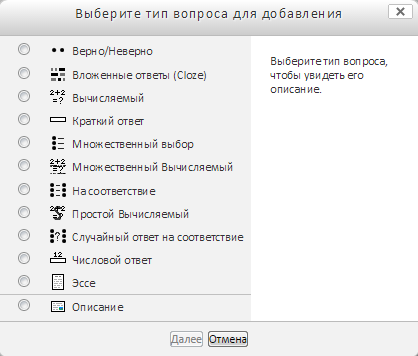 Выберите тип вопроса для добавления
Верно/Неверно
Вложенные ответы (Cloze)
Вычисляемый
Краткий ответ
Множественный выбор
Множественный Вычисляемый
На соответствие
Простой Вычисляемый
Случайный ответ на соответствие
Числовой ответ
Эссе
Описание
Выберите тип вопроса,
чтобы увидеть его
описание.
Далее Отмена